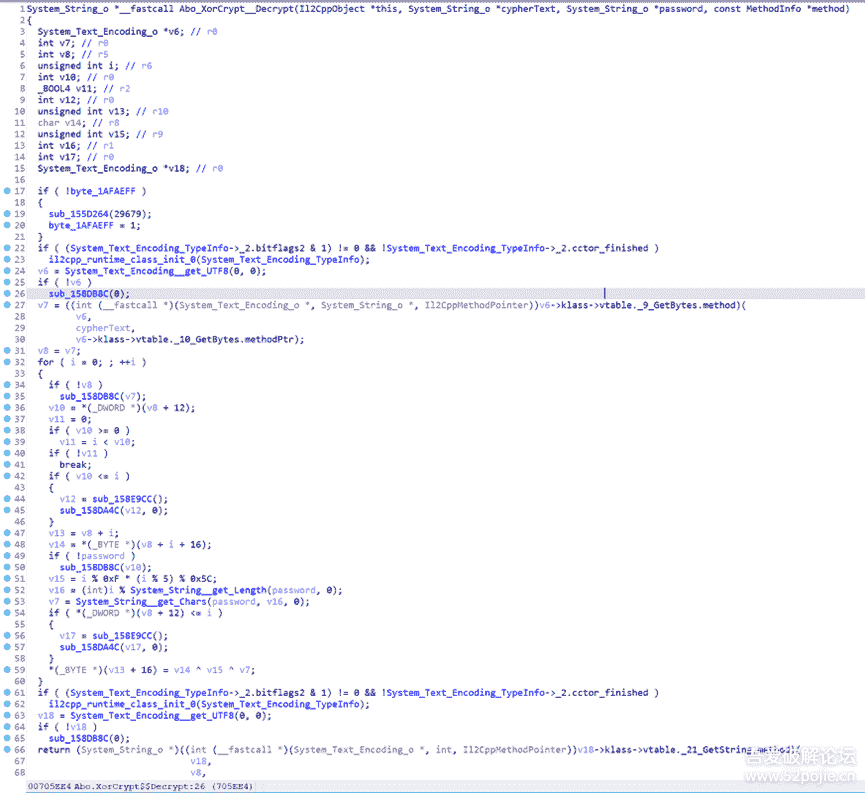 1 System_String_o *__fastcall Abo_XorCrypt__Decrypt(Il2CppObject *this, System_String_o *cypherText, System_String_o *password, const MethodInfo *method)
2 {
3 System_Text_Encoding_o *v6; // r0
4 int v7; // r0
5 int v8; // r5
6 unsigned int i; // r6
7 int v10; // r0
8 _BOOL4 v11; // r2
9 int v12; // r0
10 unsigned int v13; // r10
11 char v14; // r8
12 unsigned int v15; // r9
13 int v16; // r1
14 int v17; // r0
15 System_Text_Encoding_o *v18; // r0
16
17 if ( !byte_1AFAEFF )
18 {
19 sub_155D264(29679);
20 byte_1AFAEFF = 1;
21 }
22 if ( (System_Text_Encoding_TypeInfo->_2.bitflags2 & 1) != 0 && !System_Text_Encoding_TypeInfo->_2.cctor_finished )
23 il2cpp_runtime_class_init_0(System_Text_Encoding_TypeInfo);
24 v6 = System_Text_Encoding__get_UTF8(0, 0);
25 if ( !v6 )
26 sub_158DB8C(0);
27 v7 = ((int (__fastcall *)(System_Text_Encoding_o *, System_String_o *, Il2CppMethodPointer))v6->klass->vtable._9_GetBytes.method)(
28 v6,
29 cypherText,
30 v6->klass->vtable._10_GetBytes.methodPtr);
31 v8 = v7;
32 for ( i = 0; ; ++i )
33 {
34 if ( !v8 )
35 sub_158DB8C(v7);
36 v10 = *(_DWORD *)(v8 + 12);
37 v11 = 0;
38 if ( v10 >= 0 )
39 v11 = i < v10;
40 if ( !v11 )
41 break;
42 if ( v10 <= i )
43 {
44 v12 = sub_158E9CC();
45 sub_158DA4C(v12, 0);
46 }
47 v13 = v8 + i;
48 v14 = *(_BYTE *)(v8 + i + 16);
49 if ( !password )
50 sub_158DB8C(v10);
51 v15 = i % 0xF * (i % 5) % 0x5C;
52 v16 = (int)i % System_String__get_Length(password, 0);
53 v7 = System_String__get_Chars(password, v16, 0);
54 if ( *(_DWORD *)(v8 + 12) <= i )
55 {
56 v17 = sub_158E9CC();
57 sub_158DA4C(v17, 0);
58 }
59 *(_BYTE *)(v13 + 16) = v14 ^ v15 ^ v7;
60 }
61 if ( (System_Text_Encoding_TypeInfo->_2.bitflags2 & 1) != 0 && !System_Text_Encoding_TypeInfo->_2.cctor_finished )
62 il2cpp_runtime_class_init_0(System_Text_Encoding_TypeInfo);
63 v18 = System_Text_Encoding__get_UTF8(0, 0);
64 if ( !v18 )
65 sub_158DB8C(0);
66 return (System_String_o *)((int (__fastcall *)(System_Text_Encoding_o *, int, Il2CppMethodPointer))v18->klass->vtable._21_GetString.method)(
67 v18,
68 v8,
吾爱破解论坛
www.52pojie.cn
00705EE4 Abo.XorCrypt$$Decrypt:26 (705EE4)